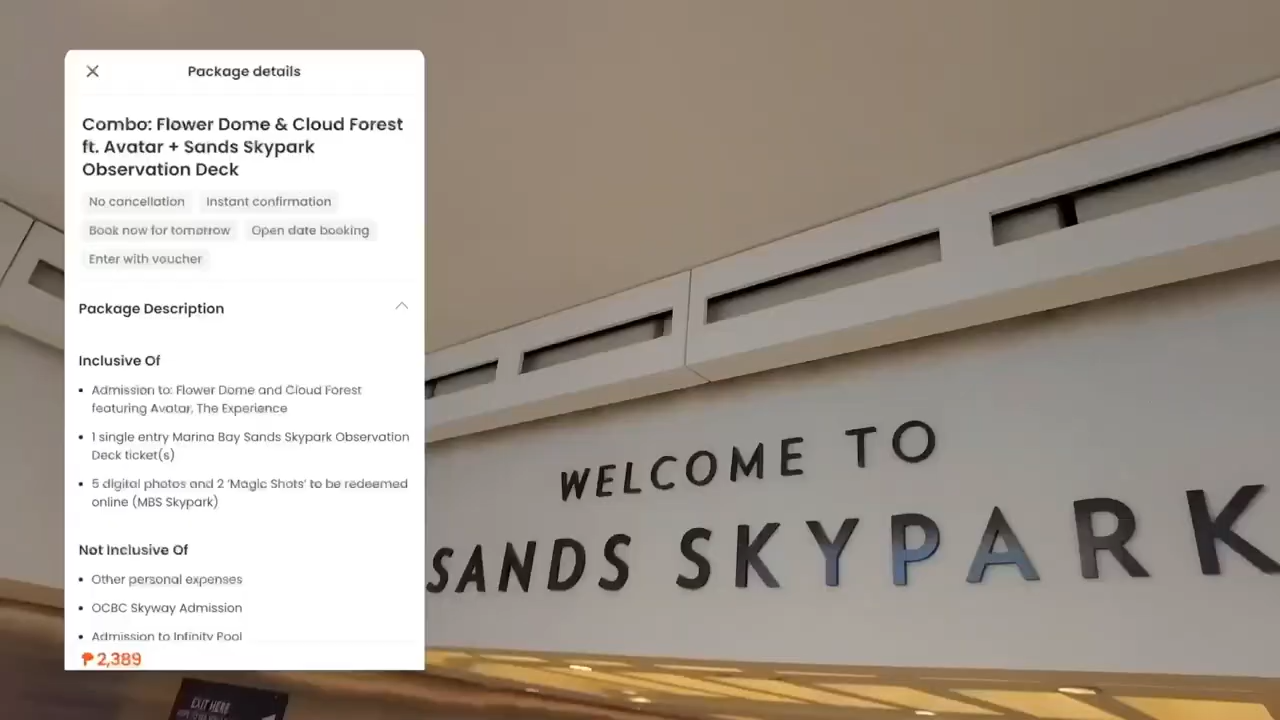 Package details
Combo: Flower Dome & Cloud Forest
ft. Avatar + Sands Skypark
Observation Deck
No cancellation
Instant confirmation
Book now for tomorrow
Open date booking
Enter with voucher
Package Description
Inclusive Of
• Admission to: Flower Dome and Cloud Forest
featuring Avatar, The Experience
• 1 single entry Marina Bay Sands Skypark Observation
Deck ticket(s)
• 5 digital photos and 2 'Magic Shots' to be redeemed
online (MBS Skypark)
Not Inclusive Of
• Other personal expenses
• OCBC Skyway Admission
• Admission to Infinity Pool
₱ 2,389
WELCOME TO
SANDS SKYPARK
EXIT HERE